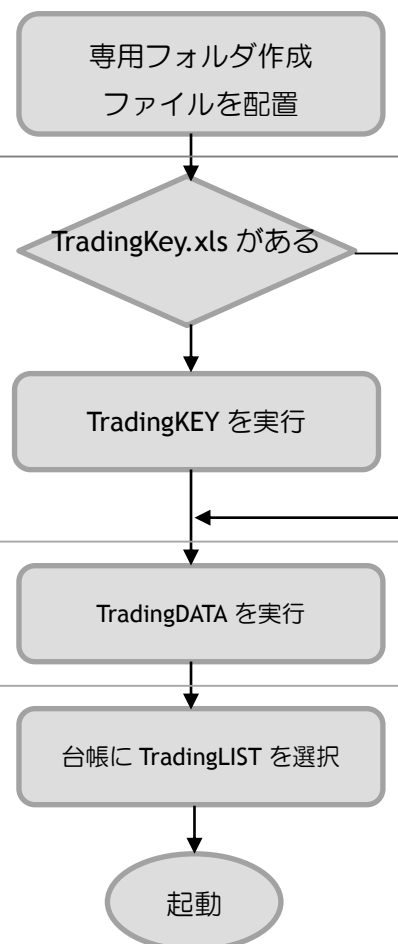 専用フォルダ作成
ファイルを配置
TradingKey.xls がある
TradingKEY を実行
TradingDATA を実行
台帳に TradingLIST を選択
起動